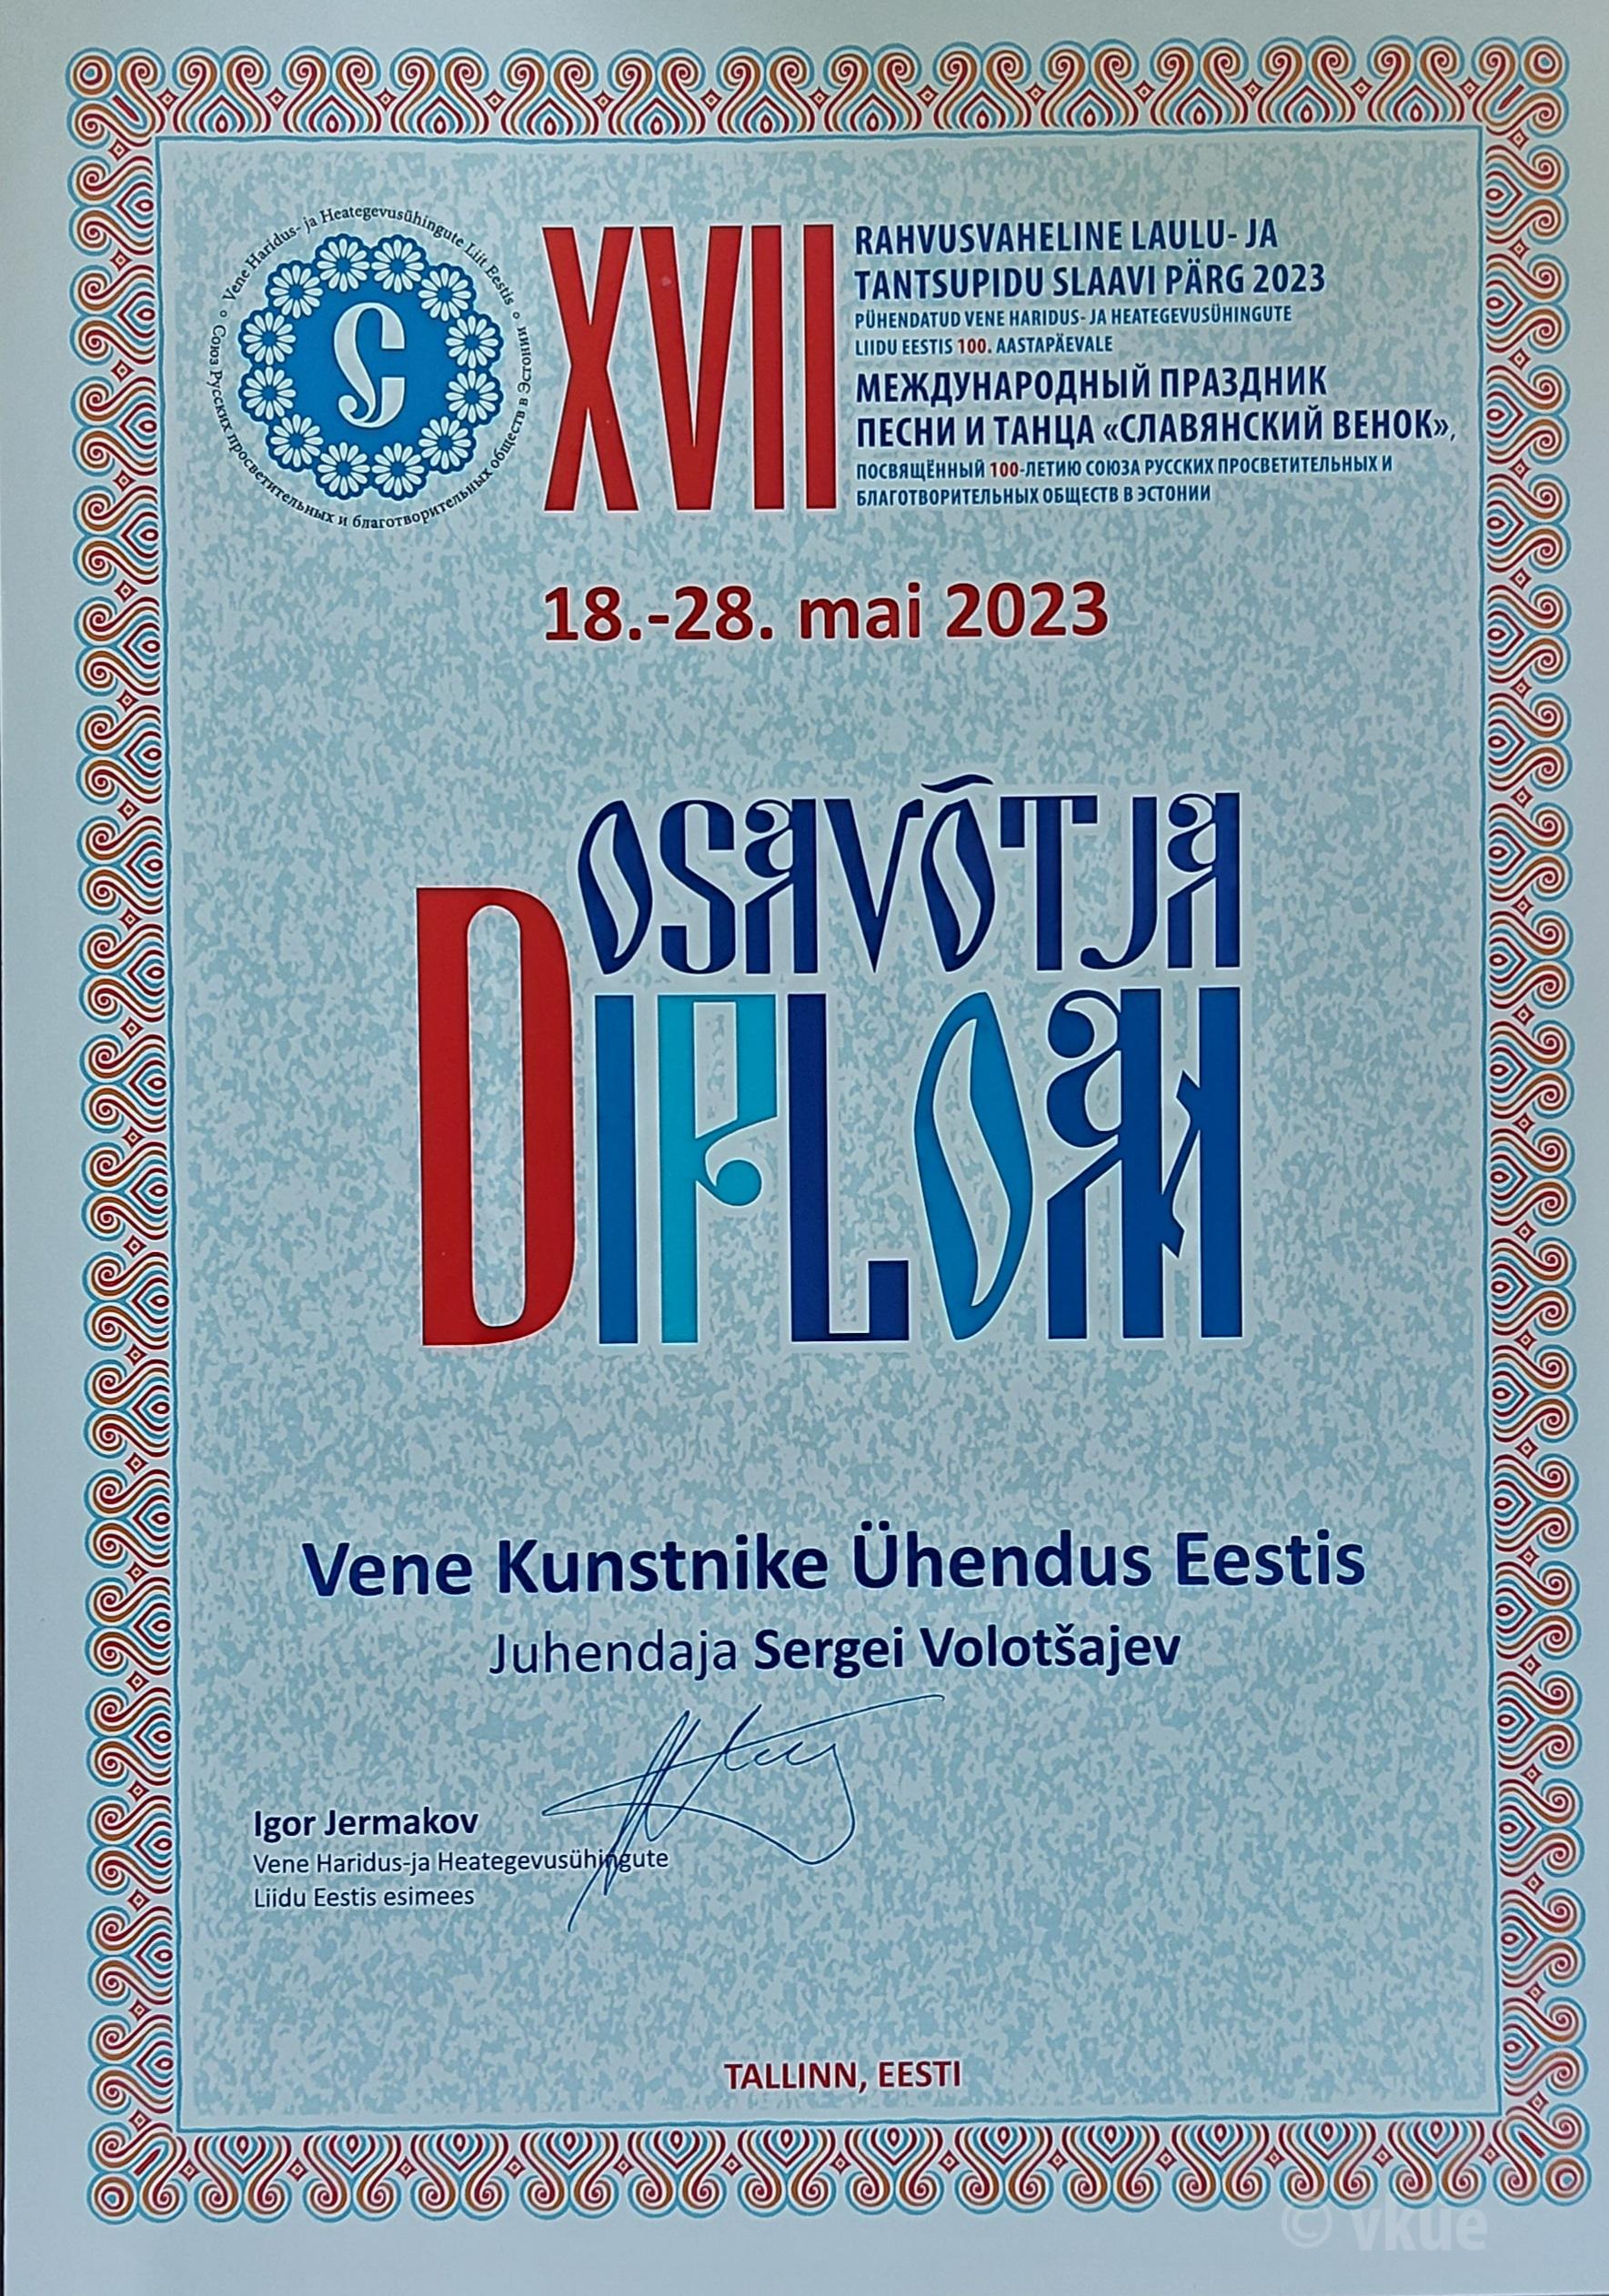 Vene Haridus- ja Heategevusühingute Liit Eestis
Союз Русских просветительных и благотворительных обществ в Эстонии
С
XVII
RAHVUSVAHELINE LAULU- JA
TANTSUPIDU SLAAVI PÄRG 2023
PÜHENDATUD VENE HARIDUS- JA HEATEGEVUSÜHINGUTE
LIIDU EESTIS 100. AASTAPÄEVALE
МЕЖДУНАРОДНЫЙ ПРАЗДНИК
ПЕСНИ И ТАНЦА «СЛАВЯНСКИЙ ВЕНОК»,
ПОСВЯЩЁННЫЙ 100-ЛЕТИЮ СОЮЗА РУССКИХ ПРОСВЕТИТЕЛЬНЫХ И
БЛАГОТВОРИТЕЛЬНЫХ ОБЩЕСТВ В ЭСТОНИИ
18.-28. mai 2023
OSAVÕTJA
DIPLOM
Vene Kunstnike Ühendus Eestis
Juhendaja Sergei Volotšajev
Igor Jermakov
Vene Haridus-ja Heategevusühingute
Liidu Eestis esimees
TALLINN, EESTI
© vkue